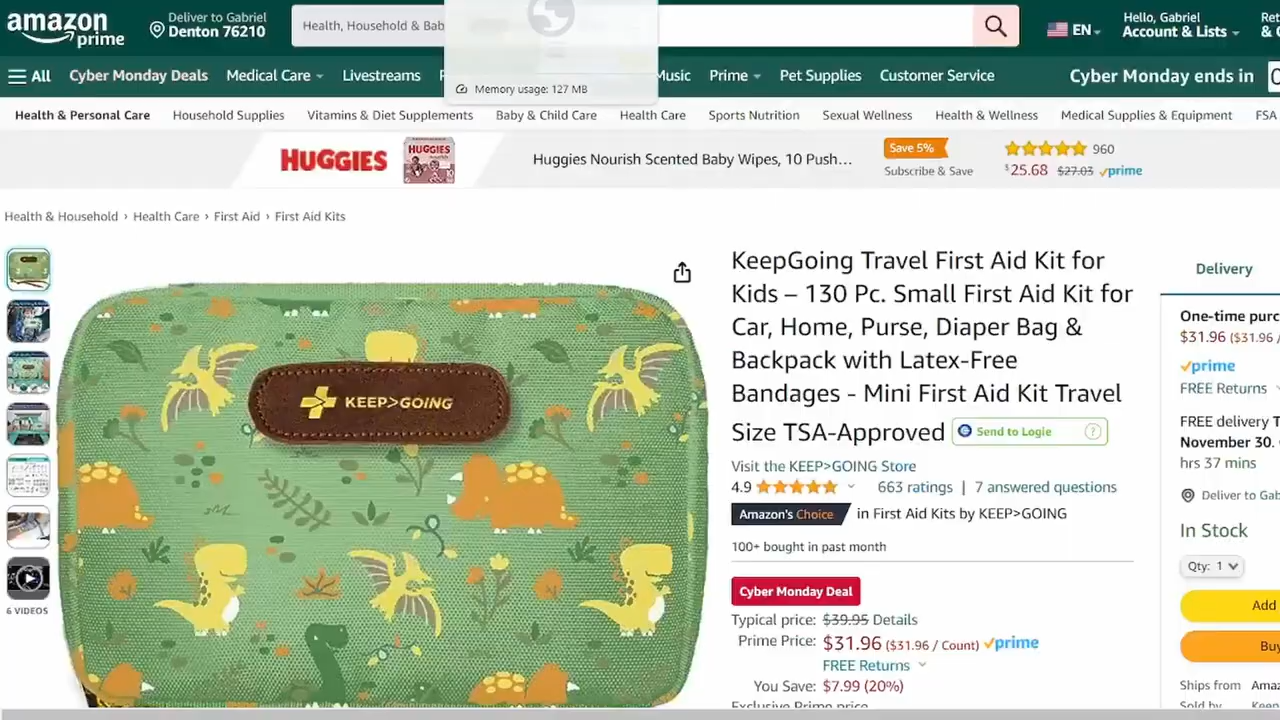 amazon
prime
Deliver to Gabriel
Denton 76210
Health, Household & Bab
EN
Hello, Gabriel
Account & Lists
Ret
& C
All
Cyber Monday Deals
Medical Care
Livestreams
Music
Prime
Pet Supplies
Customer Service
Cyber Monday ends in
Memory usage: 127 MB
Health & Personal Care
Household Supplies
Vitamins & Diet Supplements
Baby & Child Care
Health Care
Sports Nutrition
Sexual Wellness
Health & Wellness
Medical Supplies & Equipment
FSA
HUGGIES
HUGGIES
Huggies Nourish Scented Baby Wipes, 10 Push…
Save 5%
Subscribe & Save
960
$25.68 $27.03 prime
Health & Household › Health Care › First Aid › First Aid Kits
KEEP>GOING
6 VIDEOS
KeepGoing Travel First Aid Kit for
Kids – 130 Pc. Small First Aid Kit for
Car, Home, Purse, Diaper Bag &
Backpack with Latex-Free
Bandages - Mini First Aid Kit Travel
Size TSA-Approved
Send to Logie ?
Visit the KEEP>GOING Store
4.9 663 ratings | 7 answered questions
Amazon's Choice in First Aid Kits by KEEP>GOING
100+ bought in past month
Cyber Monday Deal
Typical price: $39.95 Details
Prime Price: $31.96 ($31.96 / Count) prime
FREE Returns
You Save: $7.99 (20%)
Exclusive Prime price
Delivery
One-time purc
$31.96 ($31.96 /
prime
FREE Returns
FREE delivery T
November 30.
hrs 37 mins
Deliver to Gab
In Stock
Qty: 1
Add
Buy
Ships from Amaz
Sold by Keep